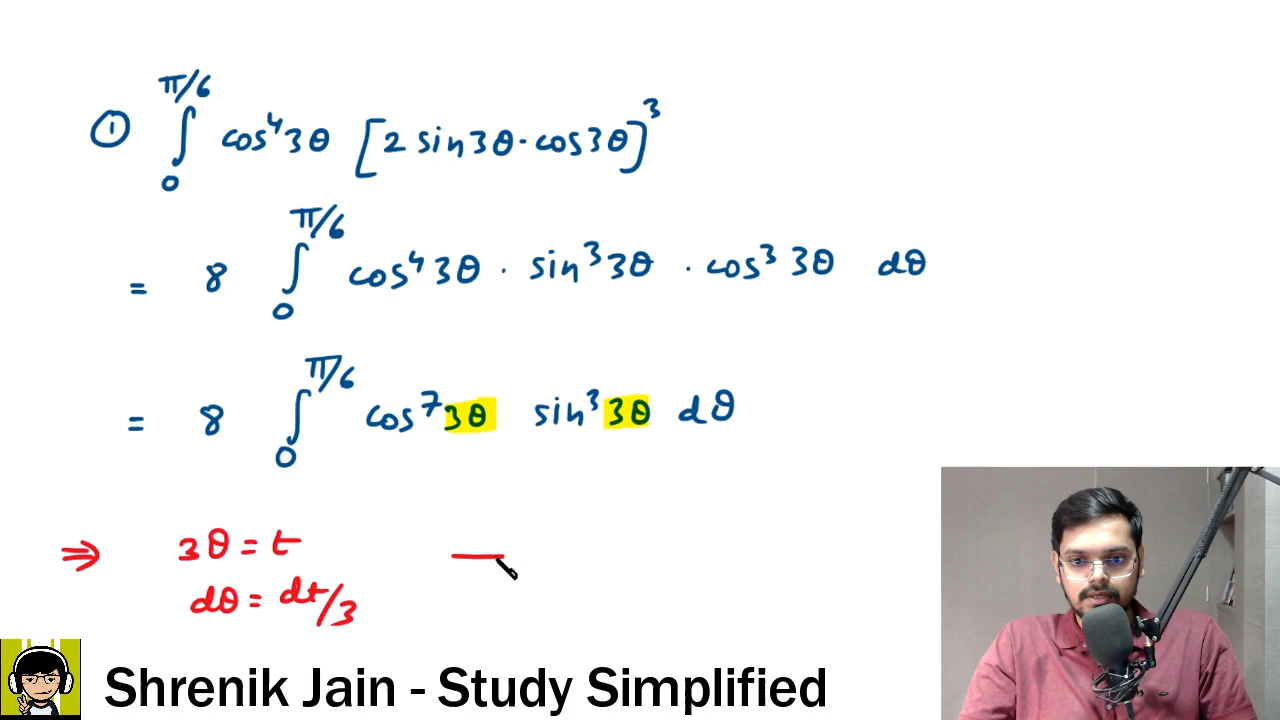 ① ∫₀^π/6 cos⁴3θ [2 sin3θ·cos3θ]³
= 8 ∫₀^π/6 cos⁴3θ · sin³3θ · cos³3θ dθ
= 8 ∫₀^π/6 cos⁷3θ sin³3θ dθ
⇒ 3θ = t
dθ = dt/3
Shrenik Jain - Study Simplified